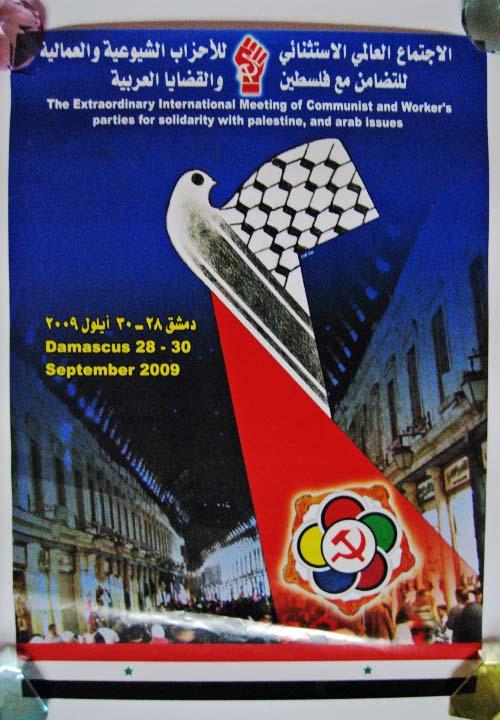 الاجتماع العالمي الاستثنائي للأحزاب الشيوعية والعمالية
للتضامن مع فلسطين والقضايا العربية
The Extraordinary International Meeting of Communist and Worker's
parties for solidarity with palestine, and arab issues
دمشق ٢٨ - ٣٠ أيلول ٢٠٠٩
Damascus 28 - 30
September 2009